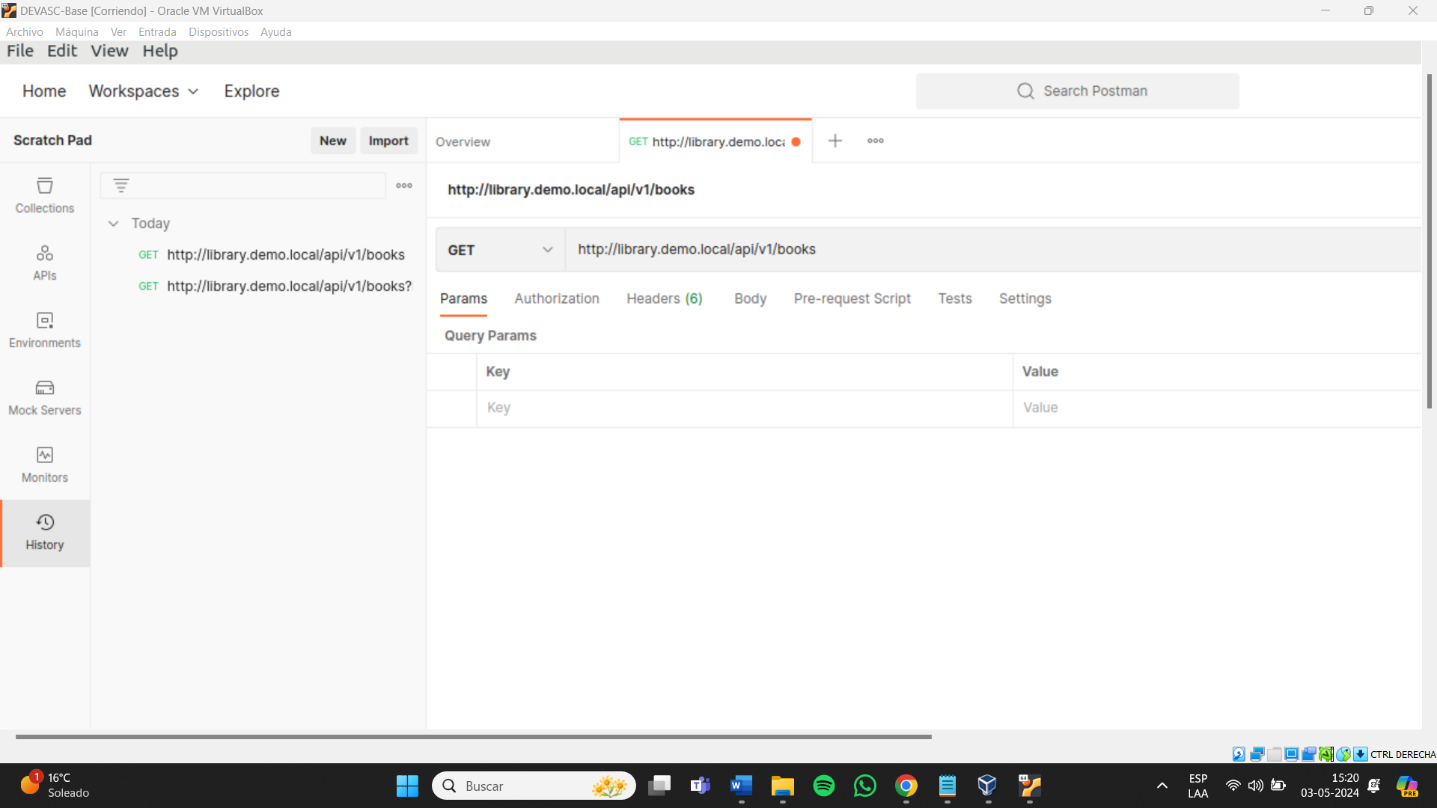 DEVASC-Base [Corriendo] - Oracle VM VirtualBox
Archivo Máquina Ver Entrada Dispositivos Ayuda
File Edit View Help
Home Workspaces Explore Search Postman
Scratch Pad New Import
Overview GET http://library.demo.loca
http://library.demo.local/api/v1/books
Collections
APIs
Environments
Mock Servers
Monitors
History
Today
GET http://library.demo.local/api/v1/books
GET http://library.demo.local/api/v1/books?
GET http://library.demo.local/api/v1/books
Params Authorization Headers (6) Body Pre-request Script Tests Settings
Query Params
Key Value
Key Value
CTRL DERECHA
1
16°C
Soleado
Buscar
ESP
LAA
15:20
03-05-2024
PRE